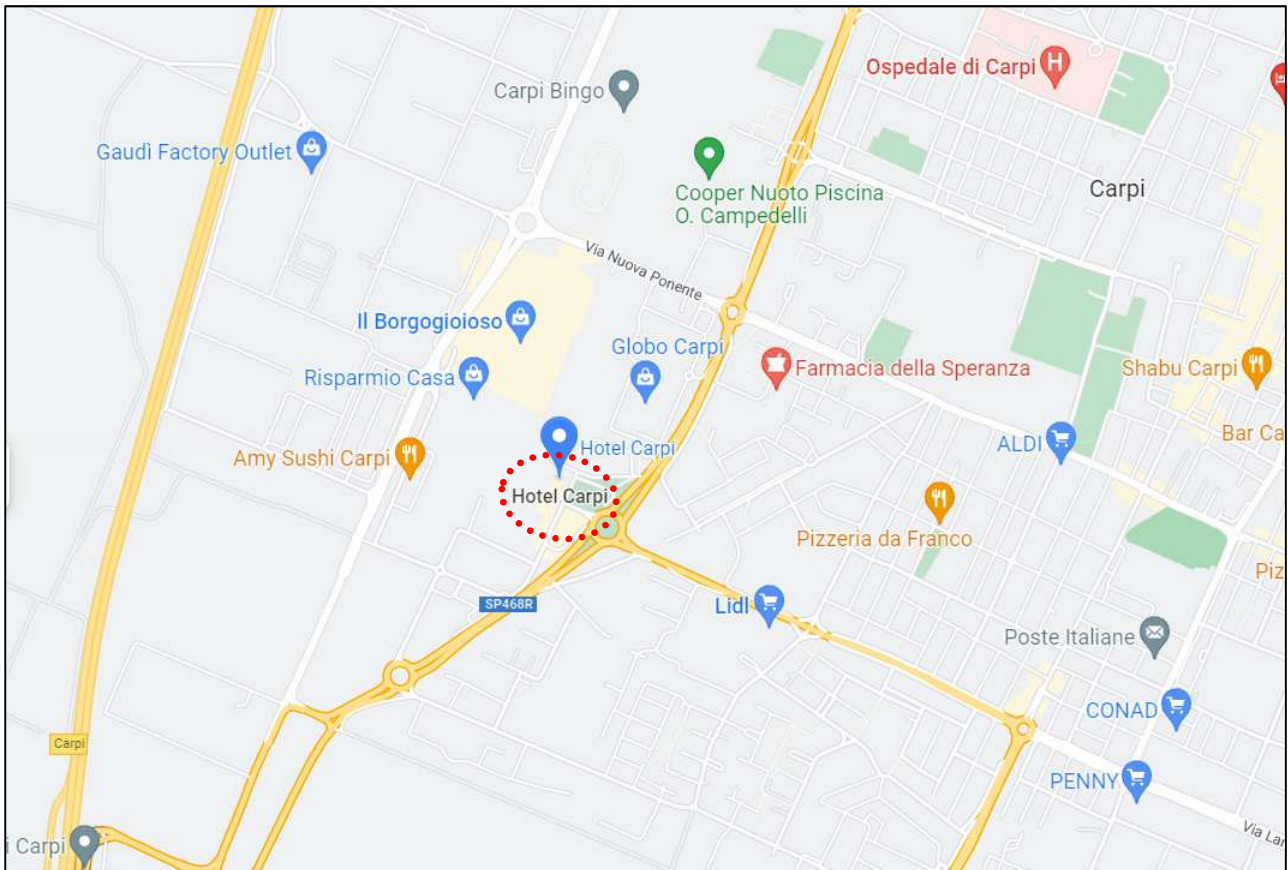 Ospedale di Carpi
H
Carpi Bingo
Gaudì Factory Outlet
Cooper Nuoto Piscina
O. Campedelli
Carpi
Via Nuova Ponente
Il Borgogioioso
Globo Carpi
Farmacia della Speranza
Shabu Carpi
Risparmio Casa
Hotel Carpi
ALDI
Bar Ca
Amy Sushi Carpi
Hotel Carpi
Pizzeria da Franco
Piz
SP468R
Lidl
Poste Italiane
CONAD
Carpi
PENNY
Via Lar
i Carpi